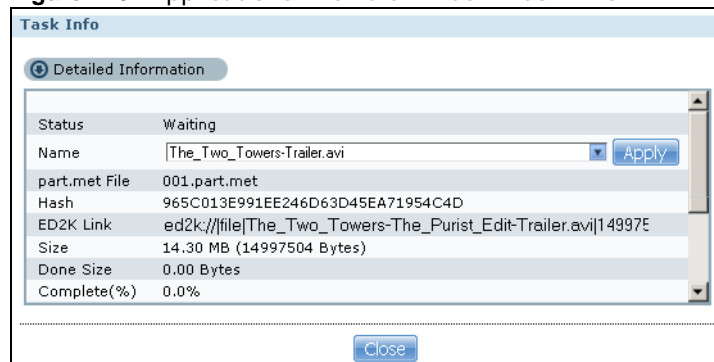 Task Info
Detailed Information
Status Waiting
Name The_Two_Towers-Trailer.avi Apply
part.met File 001.part.met
Hash 965C013E991EE246D63D45EA71954C4D
ED2K Link ed2k://|file|The_Two_Towers-The_Purist_Edit-Trailer.avi|14997E
Size 14.30 MB (14997504 Bytes)
Done Size 0.00 Bytes
Complete(%) 0.0%
Close